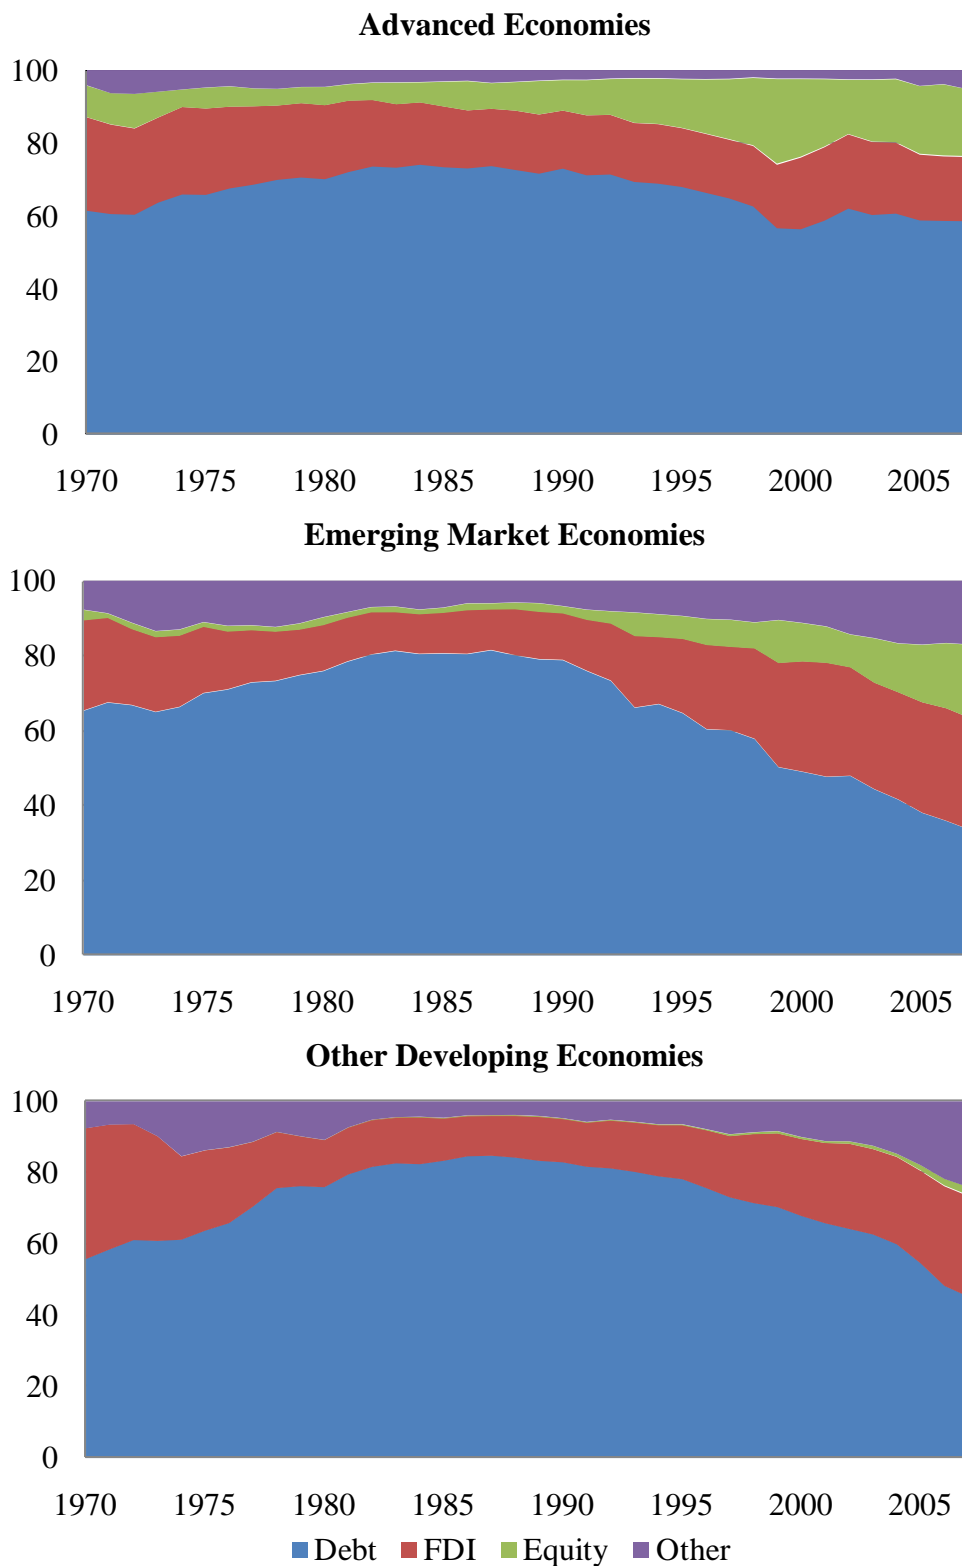 Advanced Economies
100
80
60
40
20
0
1970 1975 1980 1985 1990 1995 2000 2005
Emerging Market Economies
100
80
60
40
20
0
1970 1975 1980 1985 1990 1995 2000 2005
Other Developing Economies
100
80
60
40
20
0
1970 1975 1980 1985 1990 1995 2000 2005
Debt FDI Equity Other